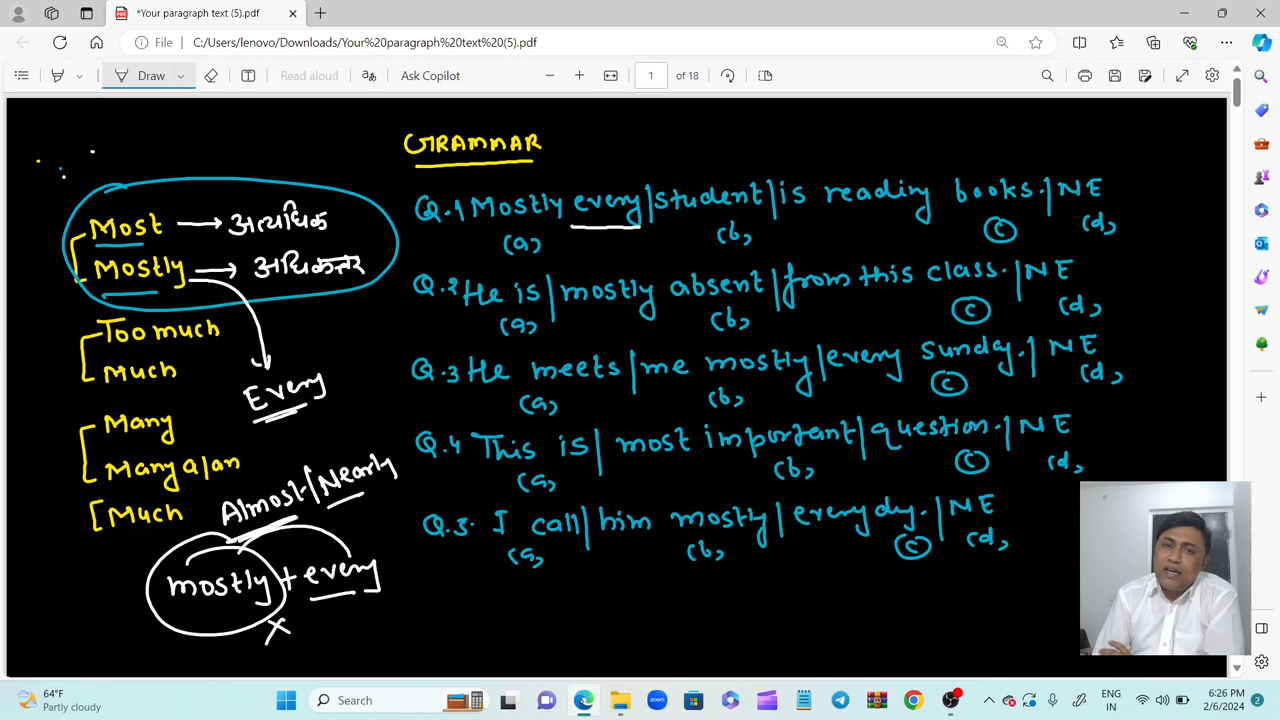 *Your paragraph text (5).pdf
File
C:/Users/lenovo/Downloads/Your%20paragraph%20text%20(5).pdf
Draw
Read aloud
Ask Copilot
1 of 18
GRAMMAR
Most → अत्यधिक
Mostly → अधिकतर
Too much
Much
Every
Many
Many a/an
Much
Almost/Nearly
mostly + every
X
Q.1 Mostly every/student/is reading books./NE
(a) (b) (c) (d)
Q.2 He is/mostly absent/from this class./NE
(a) (b) (c) (d)
Q.3 He meets/me mostly/every sunday./NE
(a) (b) (c) (d)
Q.4 This is/most important/question./NE
(a) (b) (c) (d)
Q.5. I call/him mostly/everydy./NE
(a) (b) (c) (d)
64°F
Partly cloudy
Search
zoom
ENG
IN
6:26 PM
2/6/2024
2